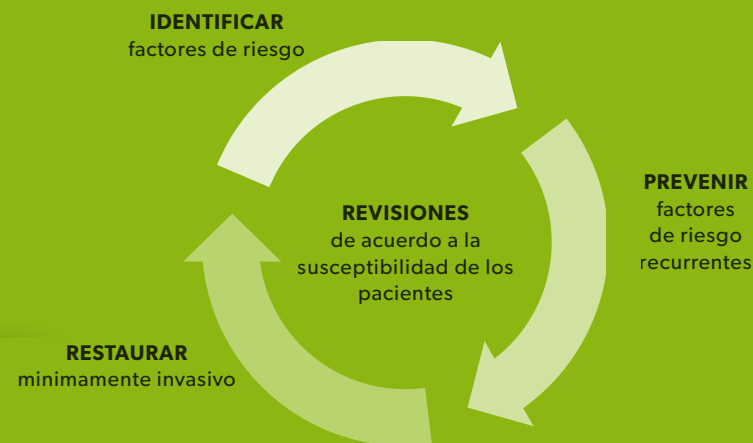 IDENTIFICAR
factores de riesgo
PREVENIR
factores
de riesgo
recurrentes
REVISIONES
de acuerdo a la
susceptibilidad de los
pacientes
RESTAURAR
minimamente invasivo